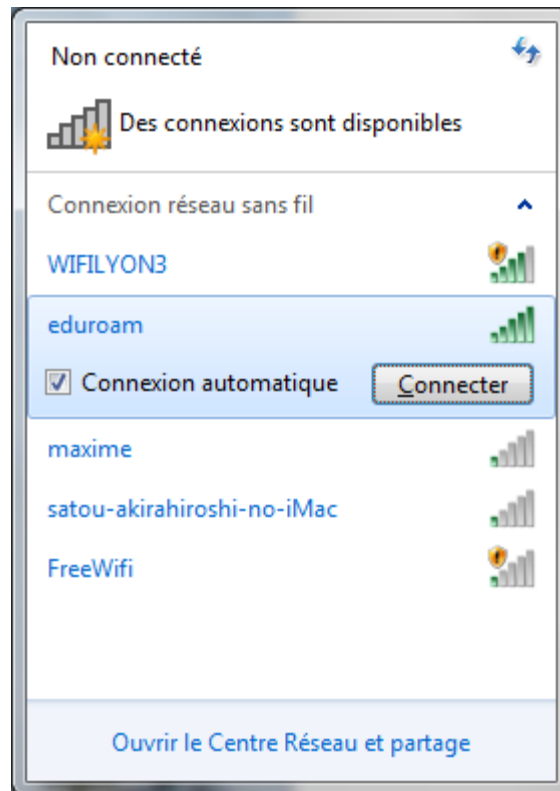 Non connecté
Des connexions sont disponibles
Connexion réseau sans fil
WIFILYON3
eduroam
Connexion automatique Connecter
maxime
satou-akirahiroshi-no-iMac
FreeWifi
Ouvrir le Centre Réseau et partage